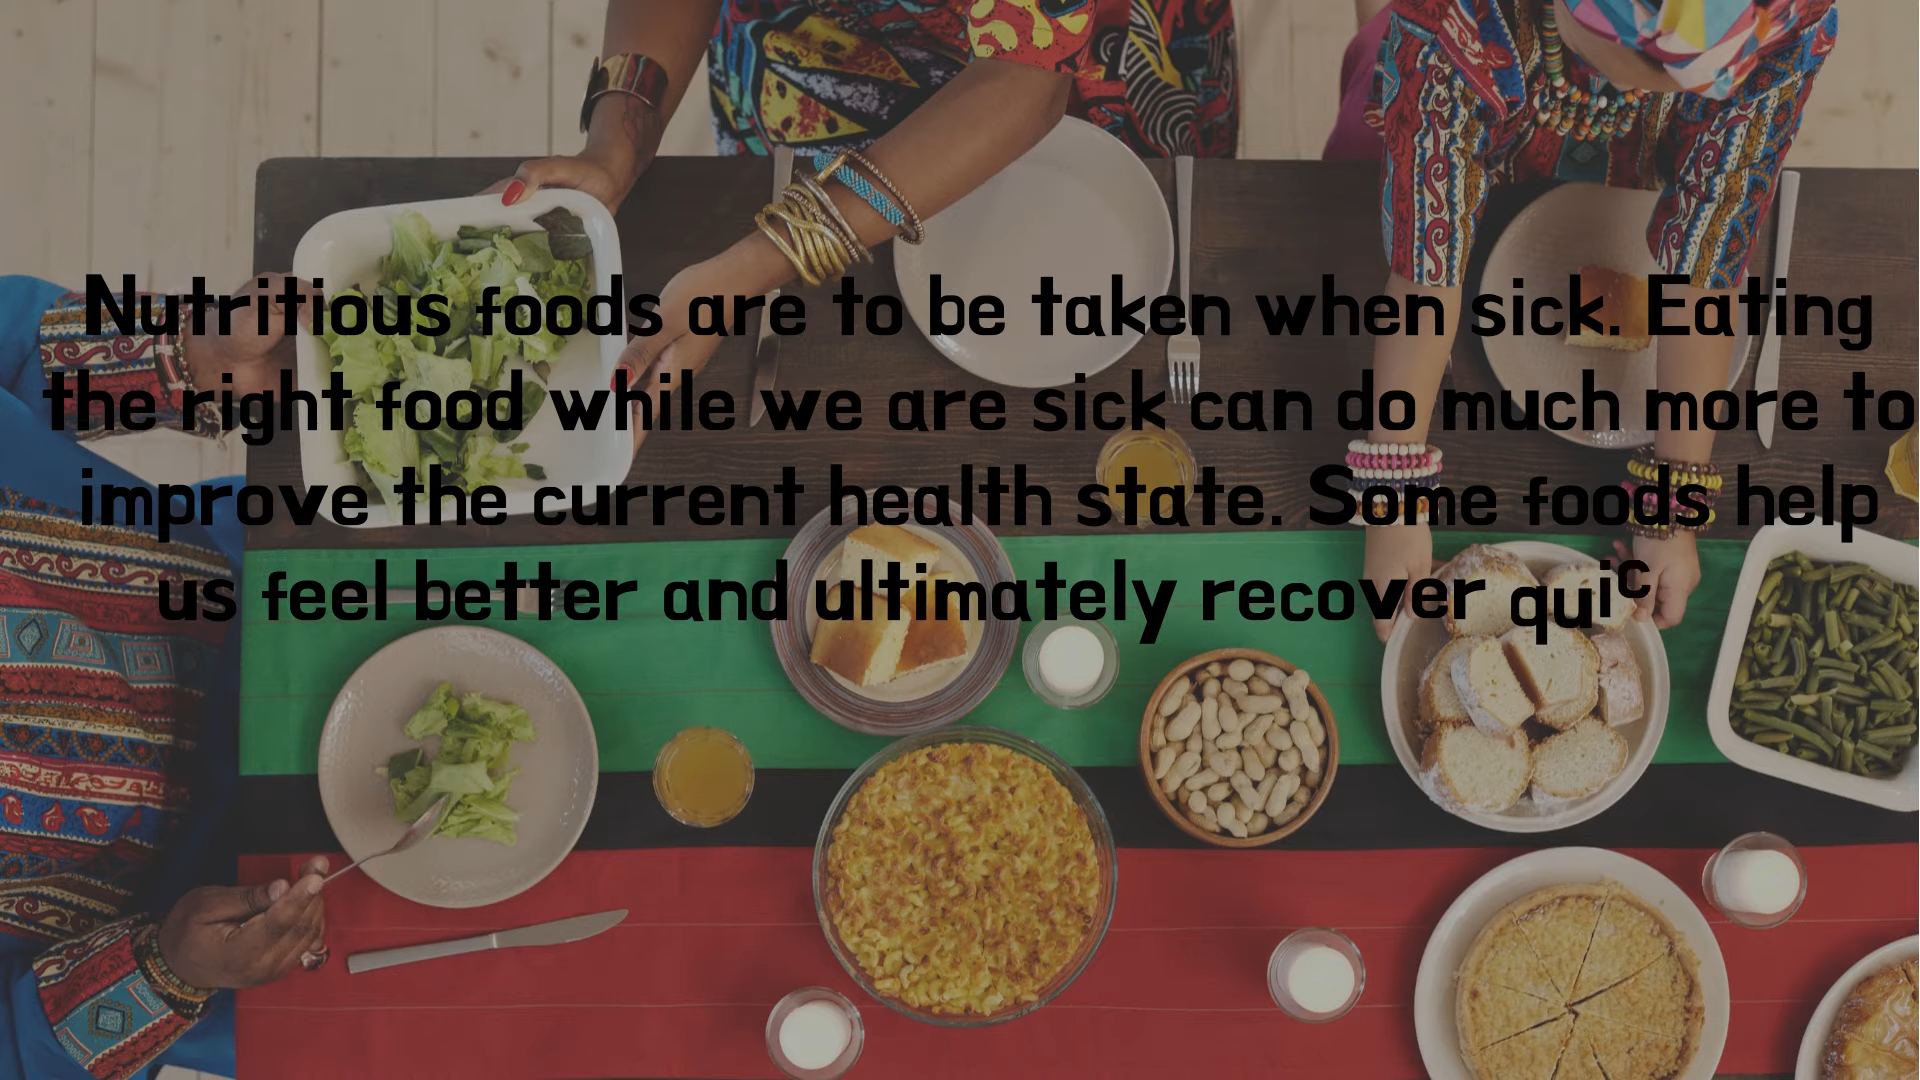 Nutritious foods are to be taken when sick. Eating
the right food while we are sick can do much more to
improve the current health state. Some foods help
us feel better and ultimately recover quic